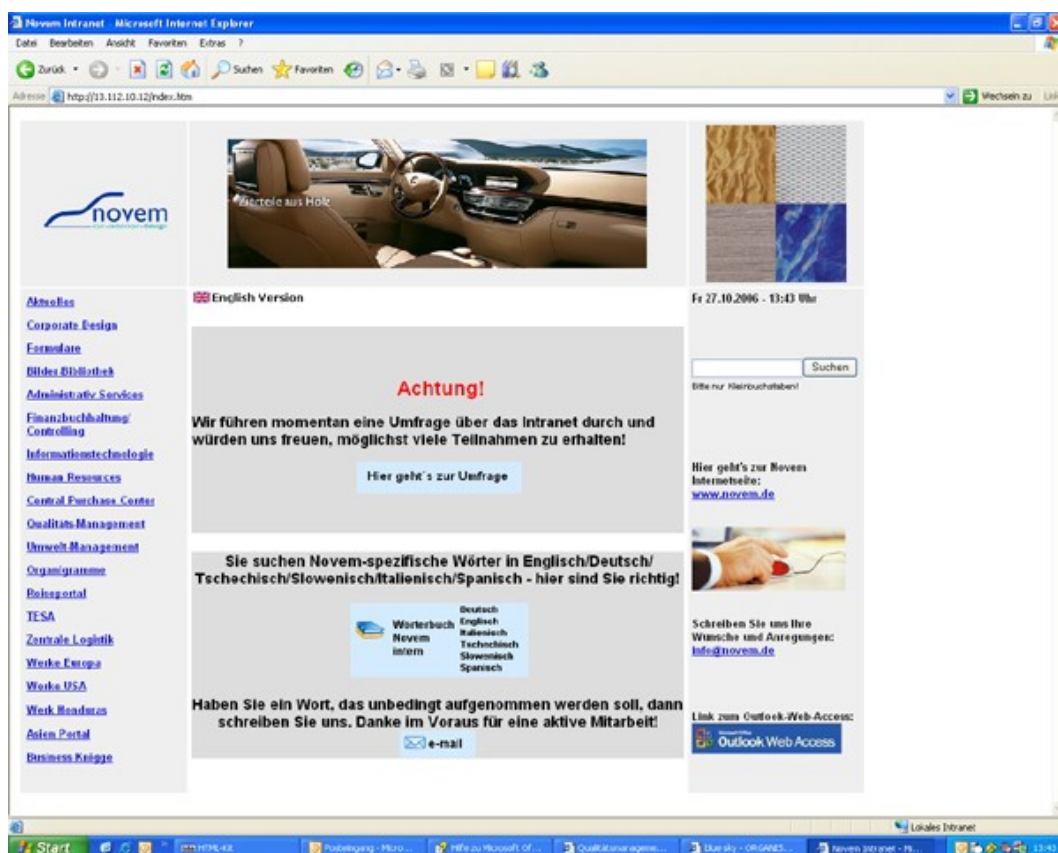 Novem Intranet - Microsoft Internet Explorer
Datei Bearbeiten Ansicht Favoriten Extras ?
Zurück Suchen Favoriten
Adresse http://13.112.10.12/index.htm Wechseln zu
novem
Zierteile aus Holz
English Version
Fr 27.10.2006 - 13:43 Uhr
Aktuelles
Corporate Design
Formulare
Bilder-Bibliothek
Administrativ Services
Finanzbuchhaltung/
Controlling
Informationstechnologie
Human Resources
Central Purchase Center
Qualitäts-Management
Umwelt-Management
Organigramme
Reiseportal
TESA
Zentrale Logistik
Werke Europa
Werke USA
Werk Honduras
Asien Portal
Business Knigge
Achtung!
Wir führen momentan eine Umfrage über das Intranet durch und
würden uns freuen, möglichst viele Teilnahmen zu erhalten!
Hier geht´s zur Umfrage
Sie suchen Novem-spezifische Wörter in Englisch/Deutsch/
Tschechisch/Slowenisch/Italienisch/Spanisch - hier sind Sie richtig!
Wörterbuch
Novem
intern
Deutsch
Englisch
Italienisch
Tschechisch
Slowenisch
Spanisch
Haben Sie ein Wort, das unbedingt aufgenommen werden soll, dann
schreiben Sie uns. Danke im Voraus für eine aktive Mitarbeit!
e-mail
Suchen
Bitte nur Kleinbuchstaben!
Hier geht's zur Novem
Internetseite:
www.novem.de
Schreiben Sie uns Ihre
Wünsche und Anregungen:
info@novem.de
Link zum Outlook-Web-Access:
Outlook Web Access
Lokales Intranet
Start HTML-Kit Posteingang - Micro... Hilfe zu Microsoft Of... Qualitätsmanageme... Novem Intranet - M... 13:43